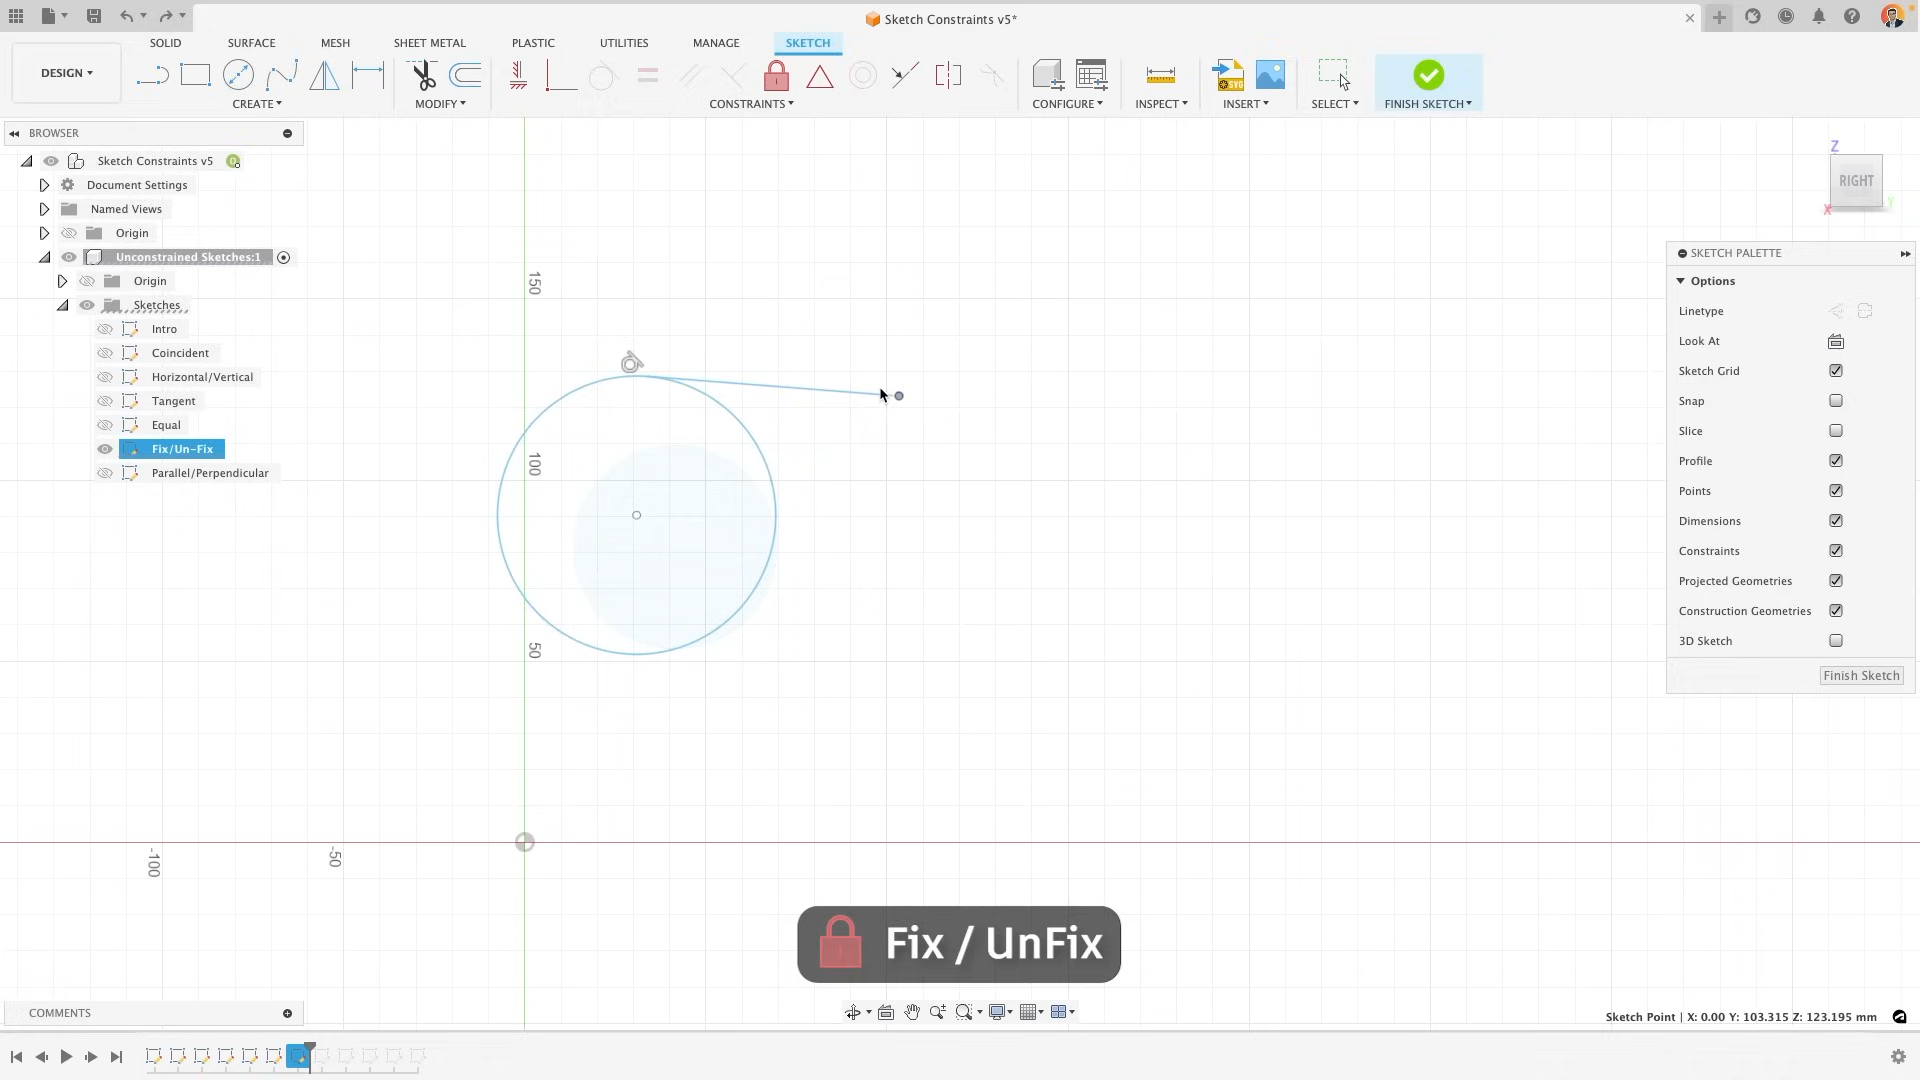 Sketch Constraints v5*
SOLID SURFACE MESH SHEET METAL PLASTIC UTILITIES MANAGE SKETCH
DESIGN
CREATE MODIFY CONSTRAINTS CONFIGURE INSPECT INSERT SELECT FINISH SKETCH
BROWSER
Sketch Constraints v5
Document Settings
Named Views
Origin
Unconstrained Sketches:1
Origin
Sketches
Intro
Coincident
Horizontal/Vertical
Tangent
Equal
Fix/Un-Fix
Parallel/Perpendicular
150
100
50
-100
-50
Z
RIGHT
X
Y
SKETCH PALETTE
Options
Linetype
Look At
Sketch Grid
Snap
Slice
Profile
Points
Dimensions
Constraints
Projected Geometries
Construction Geometries
3D Sketch
Finish Sketch
Fix / UnFix
COMMENTS
Sketch Point | X: 0.00 Y: 103.315 Z: 123.195 mm